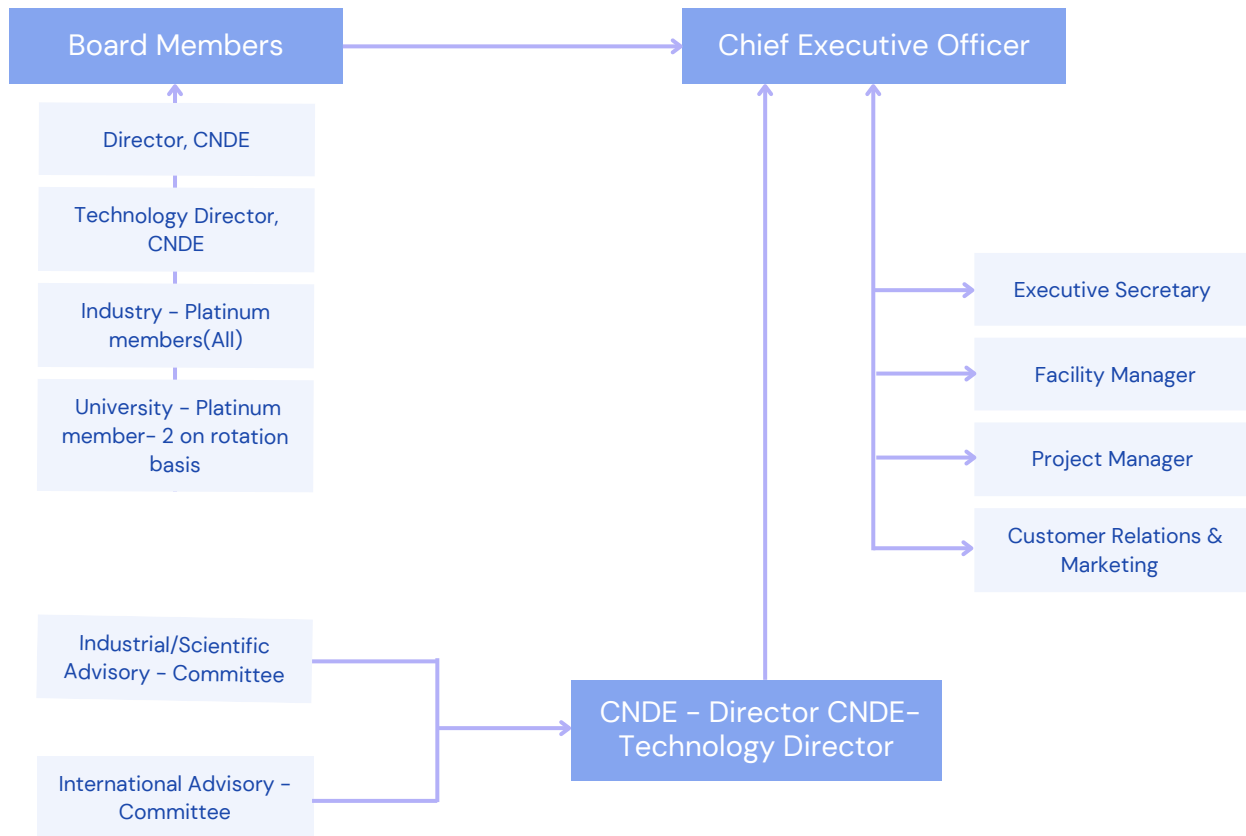 Board Members
Chief Executive Officer
Director, CNDE
Technology Director,
CNDE
Industry - Platinum
members(All)
University - Platinum
member- 2 on rotation
basis
Executive Secretary
Facility Manager
Project Manager
Customer Relations &
Marketing
Industrial/Scientific
Advisory - Committee
International Advisory -
Committee
CNDE - Director CNDE-
Technology Director